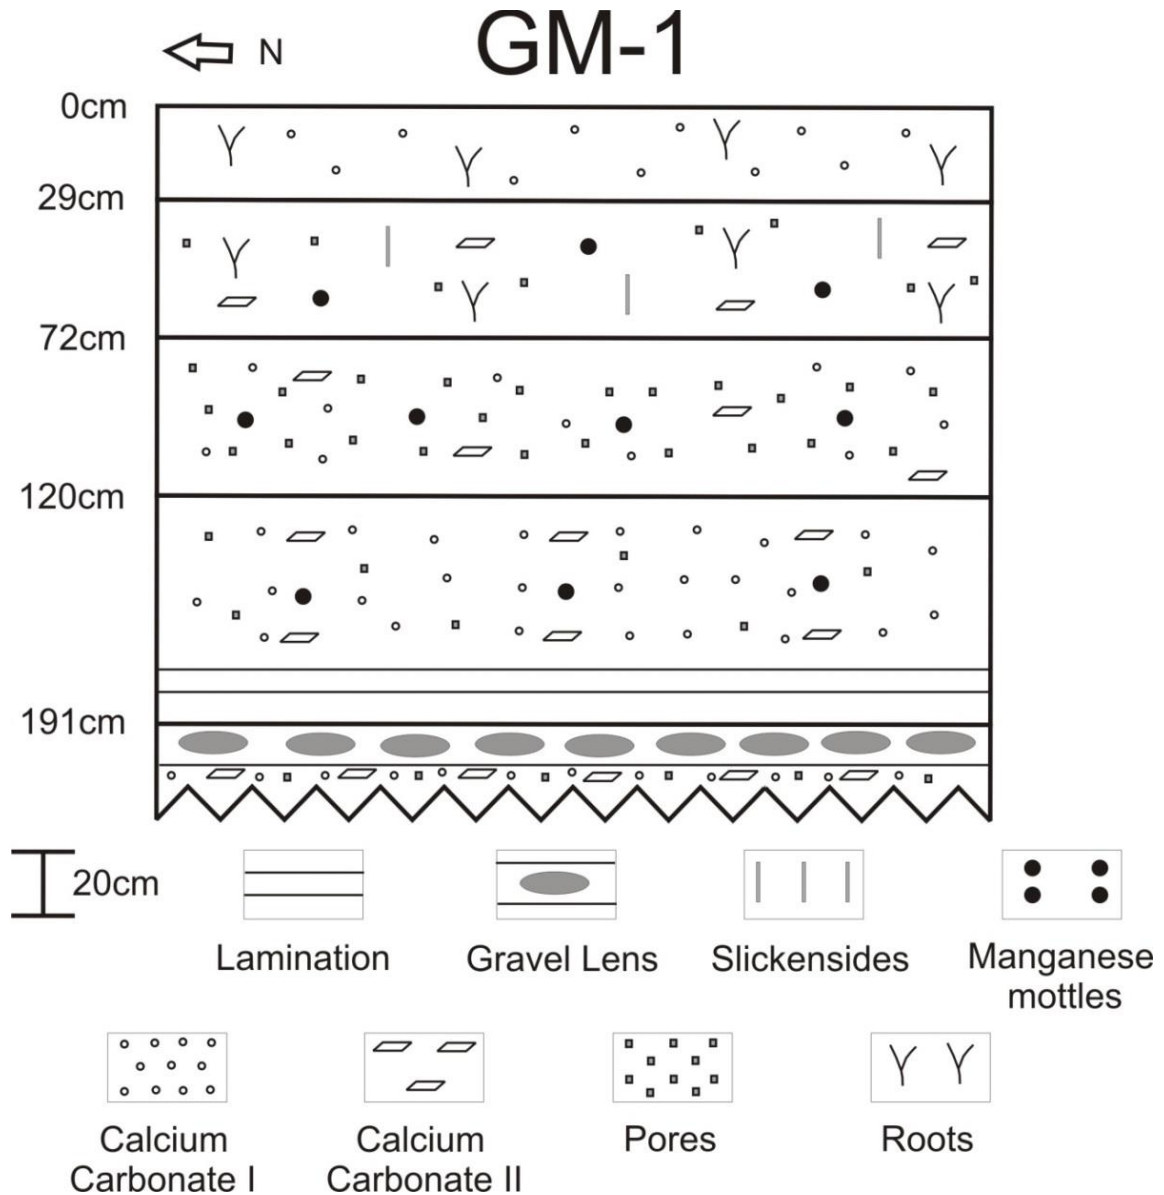 GM-1
N
0cm
29cm
72cm
120cm
191cm
20cm
Lamination
Gravel Lens
Slickensides
Manganese
mottles
Calcium
Carbonate I
Calcium
Carbonate II
Pores
Roots